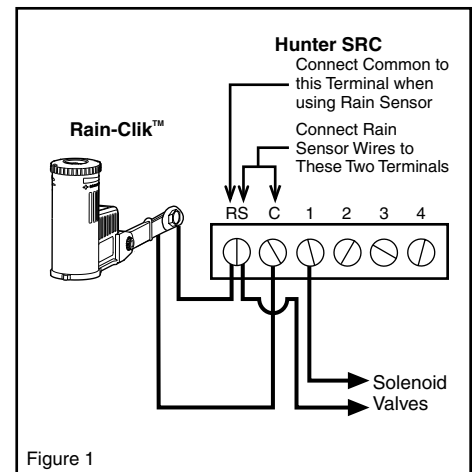 Hunter SRC
Connect Common to
this Terminal when
using Rain Sensor
Rain-Clik™
Connect Rain
Sensor Wires to
These Two Terminals
RS C 1 2 3 4
Solenoid
Valves
Figure 1